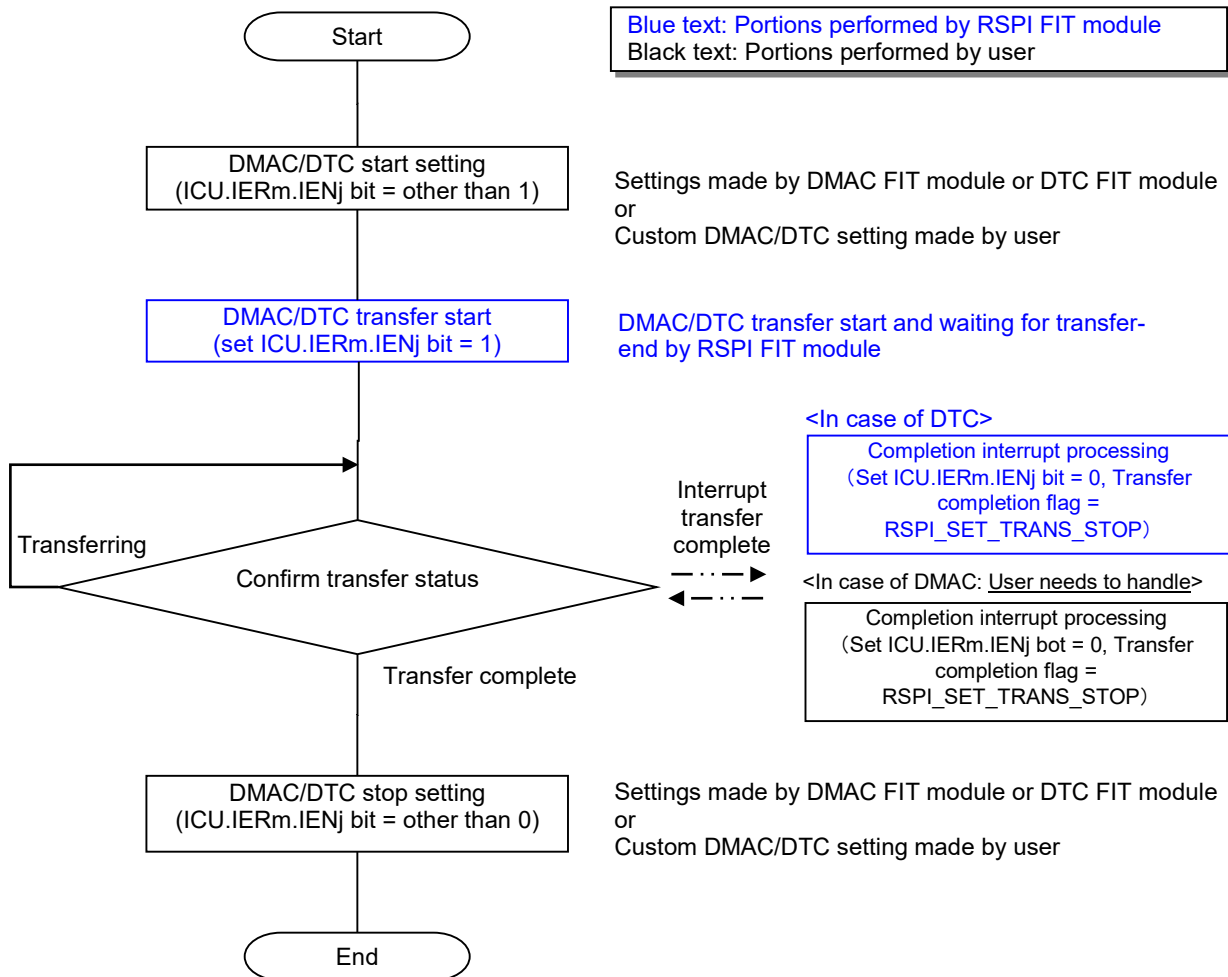 Start
Blue text: Portions performed by RSPI FIT module
Black text: Portions performed by user
DMAC/DTC start setting
(ICU.IERm.IENj bit = other than 1)
Settings made by DMAC FIT module or DTC FIT module
or
Custom DMAC/DTC setting made by user
DMAC/DTC transfer start
(set ICU.IERm.IENj bit = 1)
DMAC/DTC transfer start and waiting for transfer-
end by RSPI FIT module
Transferring
Confirm transfer status
Interrupt
transfer
complete
<In case of DTC>
Completion interrupt processing
（Set ICU.IERm.IENj bit = 0, Transfer
completion flag =
RSPI_SET_TRANS_STOP）
<In case of DMAC: User needs to handle>
Completion interrupt processing
（Set ICU.IERm.IENj bot = 0, Transfer
completion flag =
RSPI_SET_TRANS_STOP）
Transfer complete
DMAC/DTC stop setting
(ICU.IERm.IENj bit = other than 0)
Settings made by DMAC FIT module or DTC FIT module
or
Custom DMAC/DTC setting made by user
End